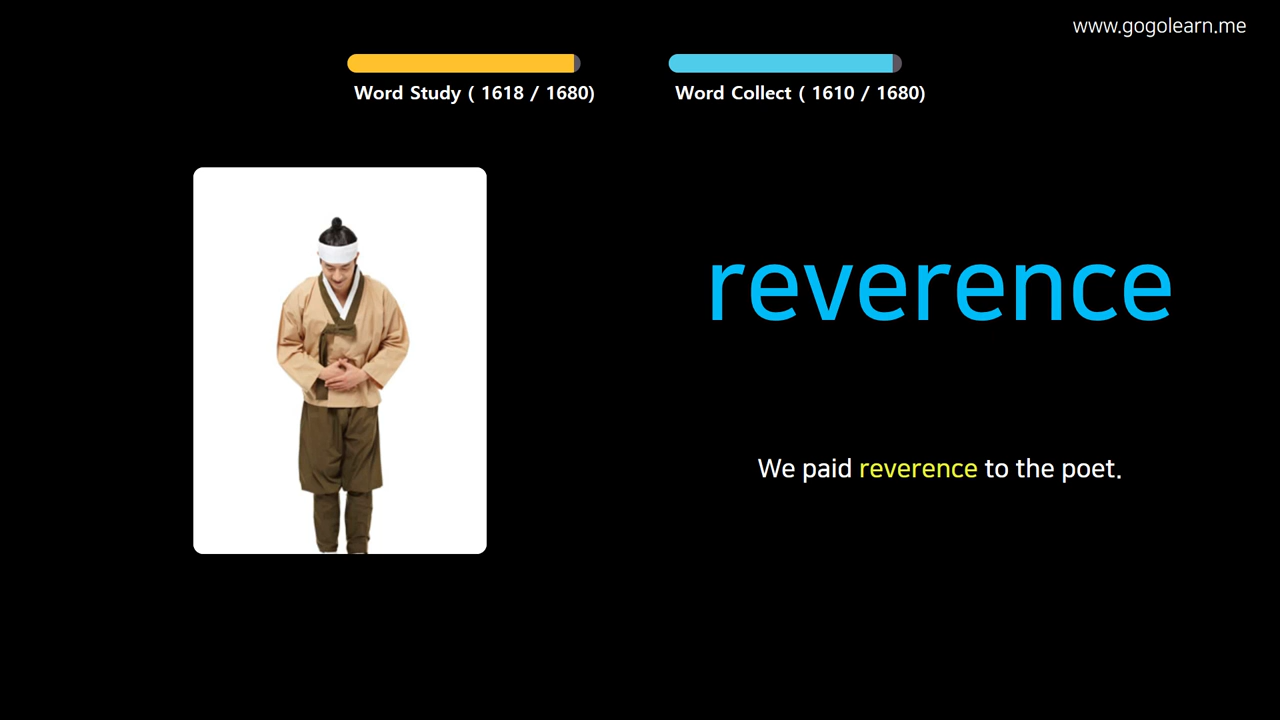 www.gogolearn.me
Word Study ( 1618 / 1680)
Word Collect ( 1610 / 1680)
reverence
We paid reverence to the poet.